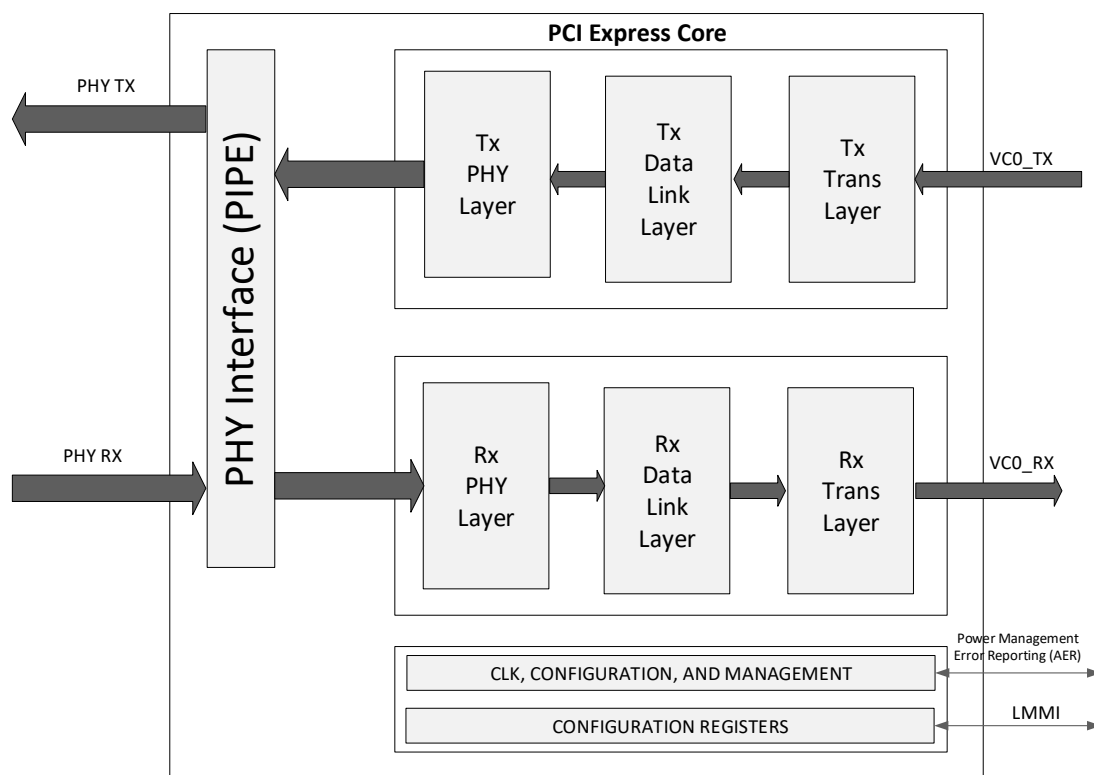 PCI Express Core
PHY TX
PHY Interface (PIPE)
Tx
PHY
Layer
Tx
Data
Link
Layer
Tx
Trans
Layer
VC0_TX
PHY RX
Rx
PHY
Layer
Rx
Data
Link
Layer
Rx
Trans
Layer
VC0_RX
Power Management
Error Reporting (AER)
CLK, CONFIGURATION, AND MANAGEMENT
CONFIGURATION REGISTERS
LMMI